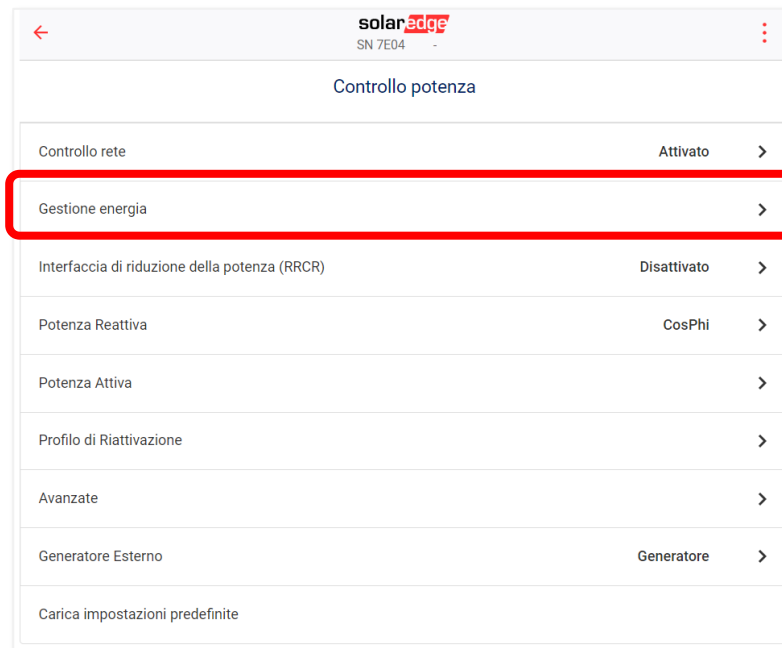 solaredge
SN 7E04 -
Controllo potenza
Controllo rete Attivato
Gestione energia
Interfaccia di riduzione della potenza (RRCR) Disattivato
Potenza Reattiva CosPhi
Potenza Attiva
Profilo di Riattivazione
Avanzate
Generatore Esterno Generatore
Carica impostazioni predefinite